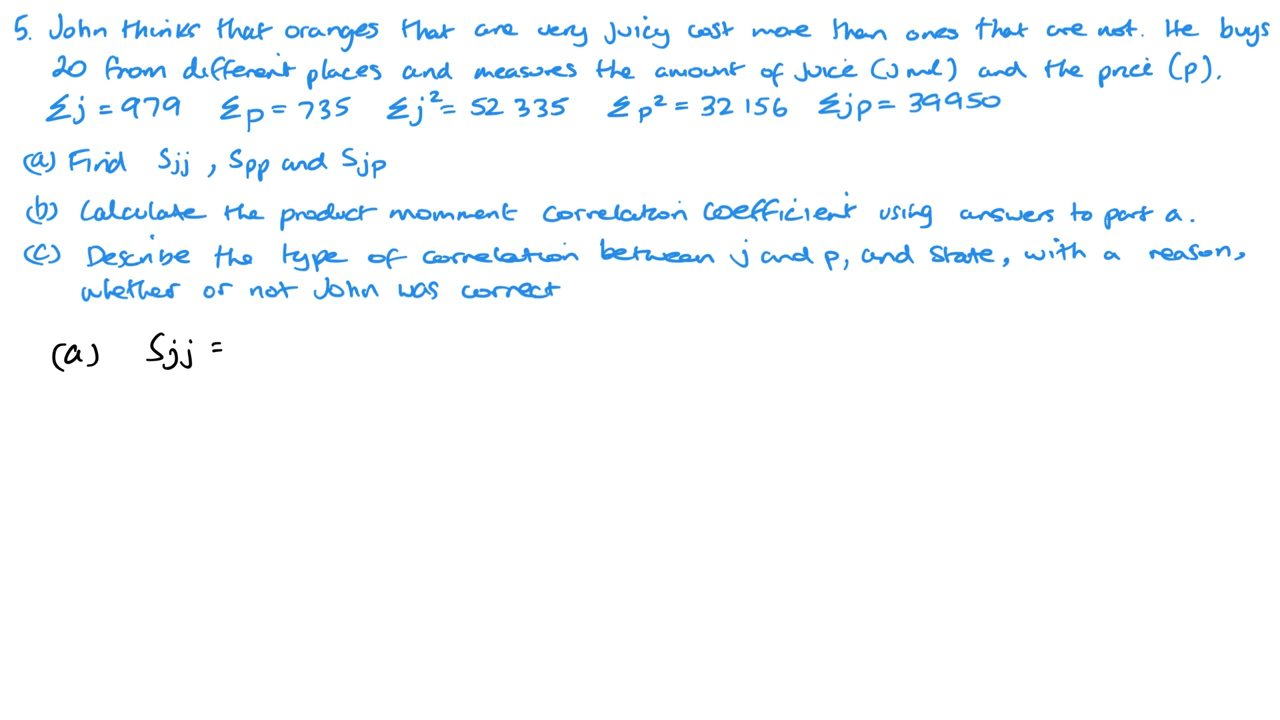 5. John thinks that oranges that are very juicy cost more than ones that are not. He buys
20 from different places and measures the amount of juice (J ml) and the price (p).
Σj = 979 Σp = 735 Σj² = 52 335 Σp² = 32 156 Σjp = 39950
(a) Find Sjj, Spp and Sjp
(b) Calculate the product momment correlation coefficient using answers to part a.
(c) Describe the type of correlation between j and p, and state, with a reason,
whether or not John was correct
(a) Sjj =